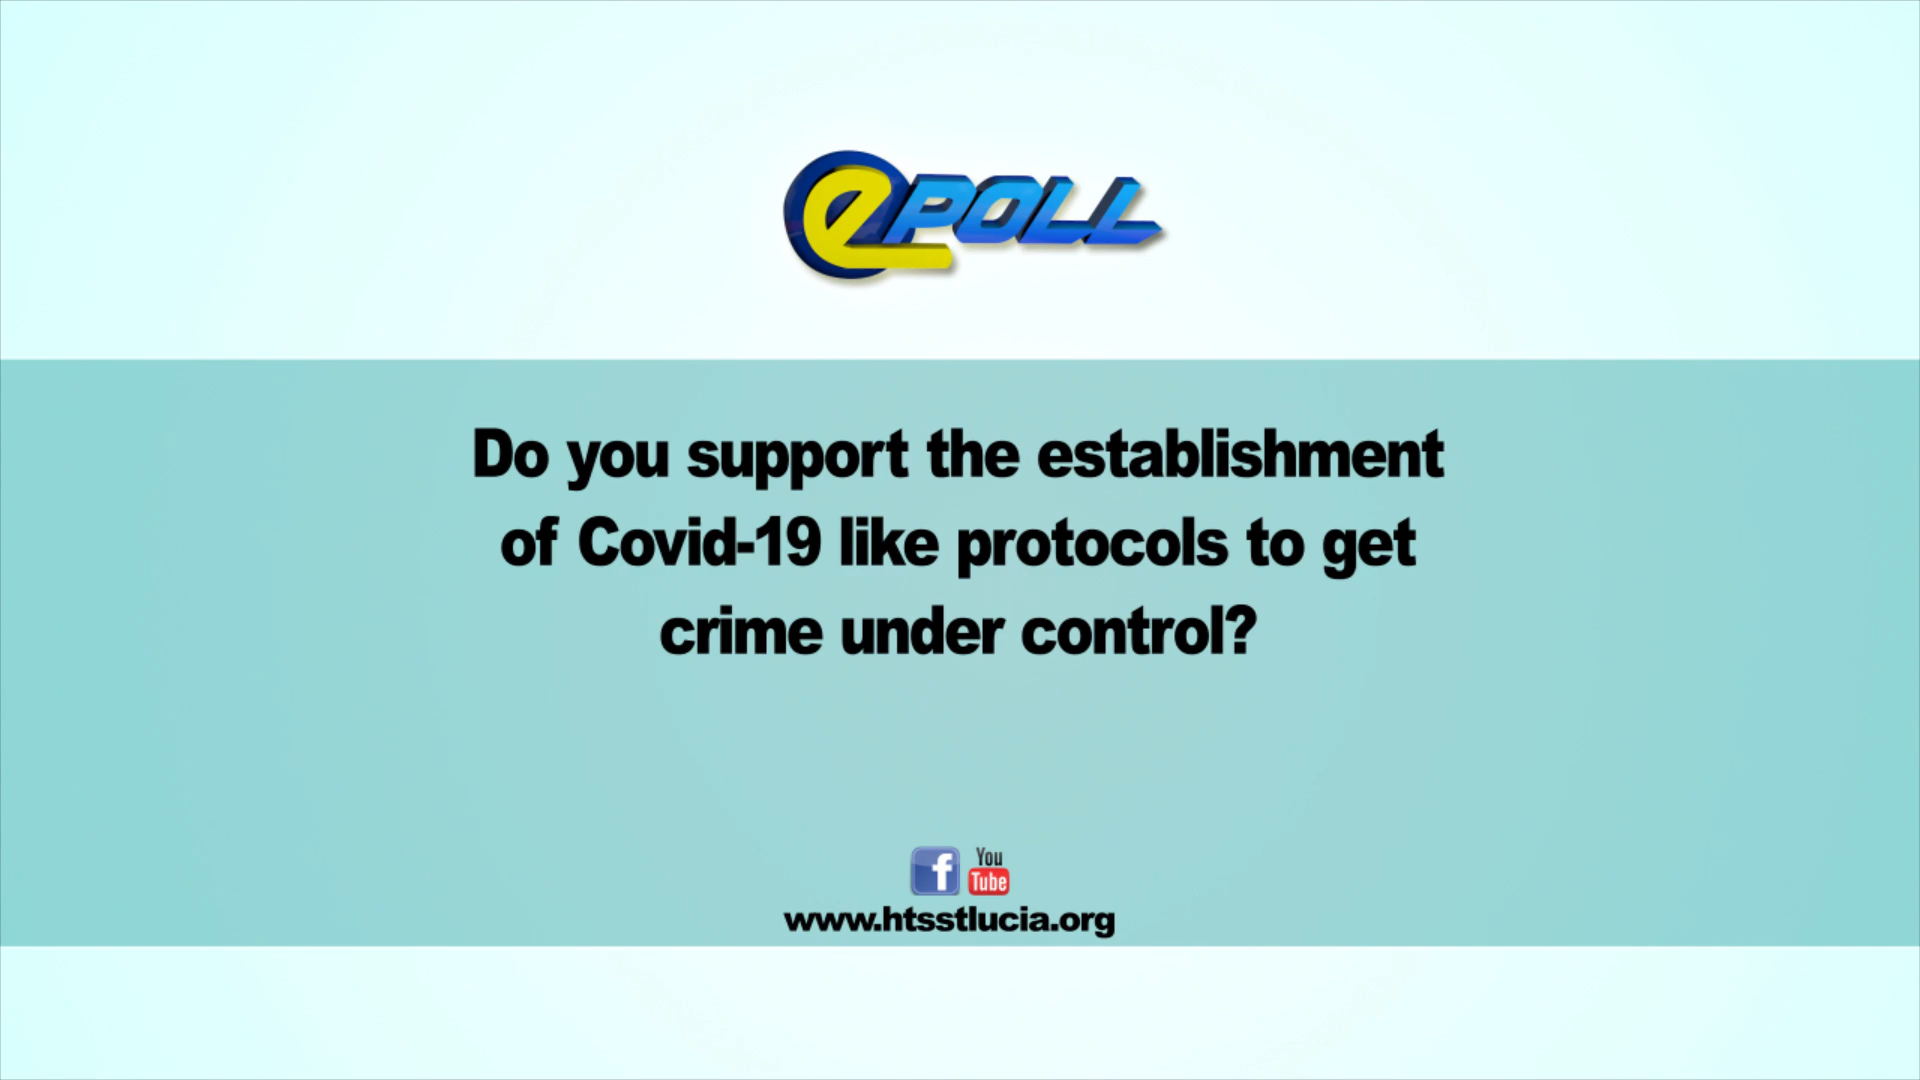 ePOLL
Do you support the establishment
of Covid-19 like protocols to get
crime under control?
f You Tube
www.htsstlucia.org